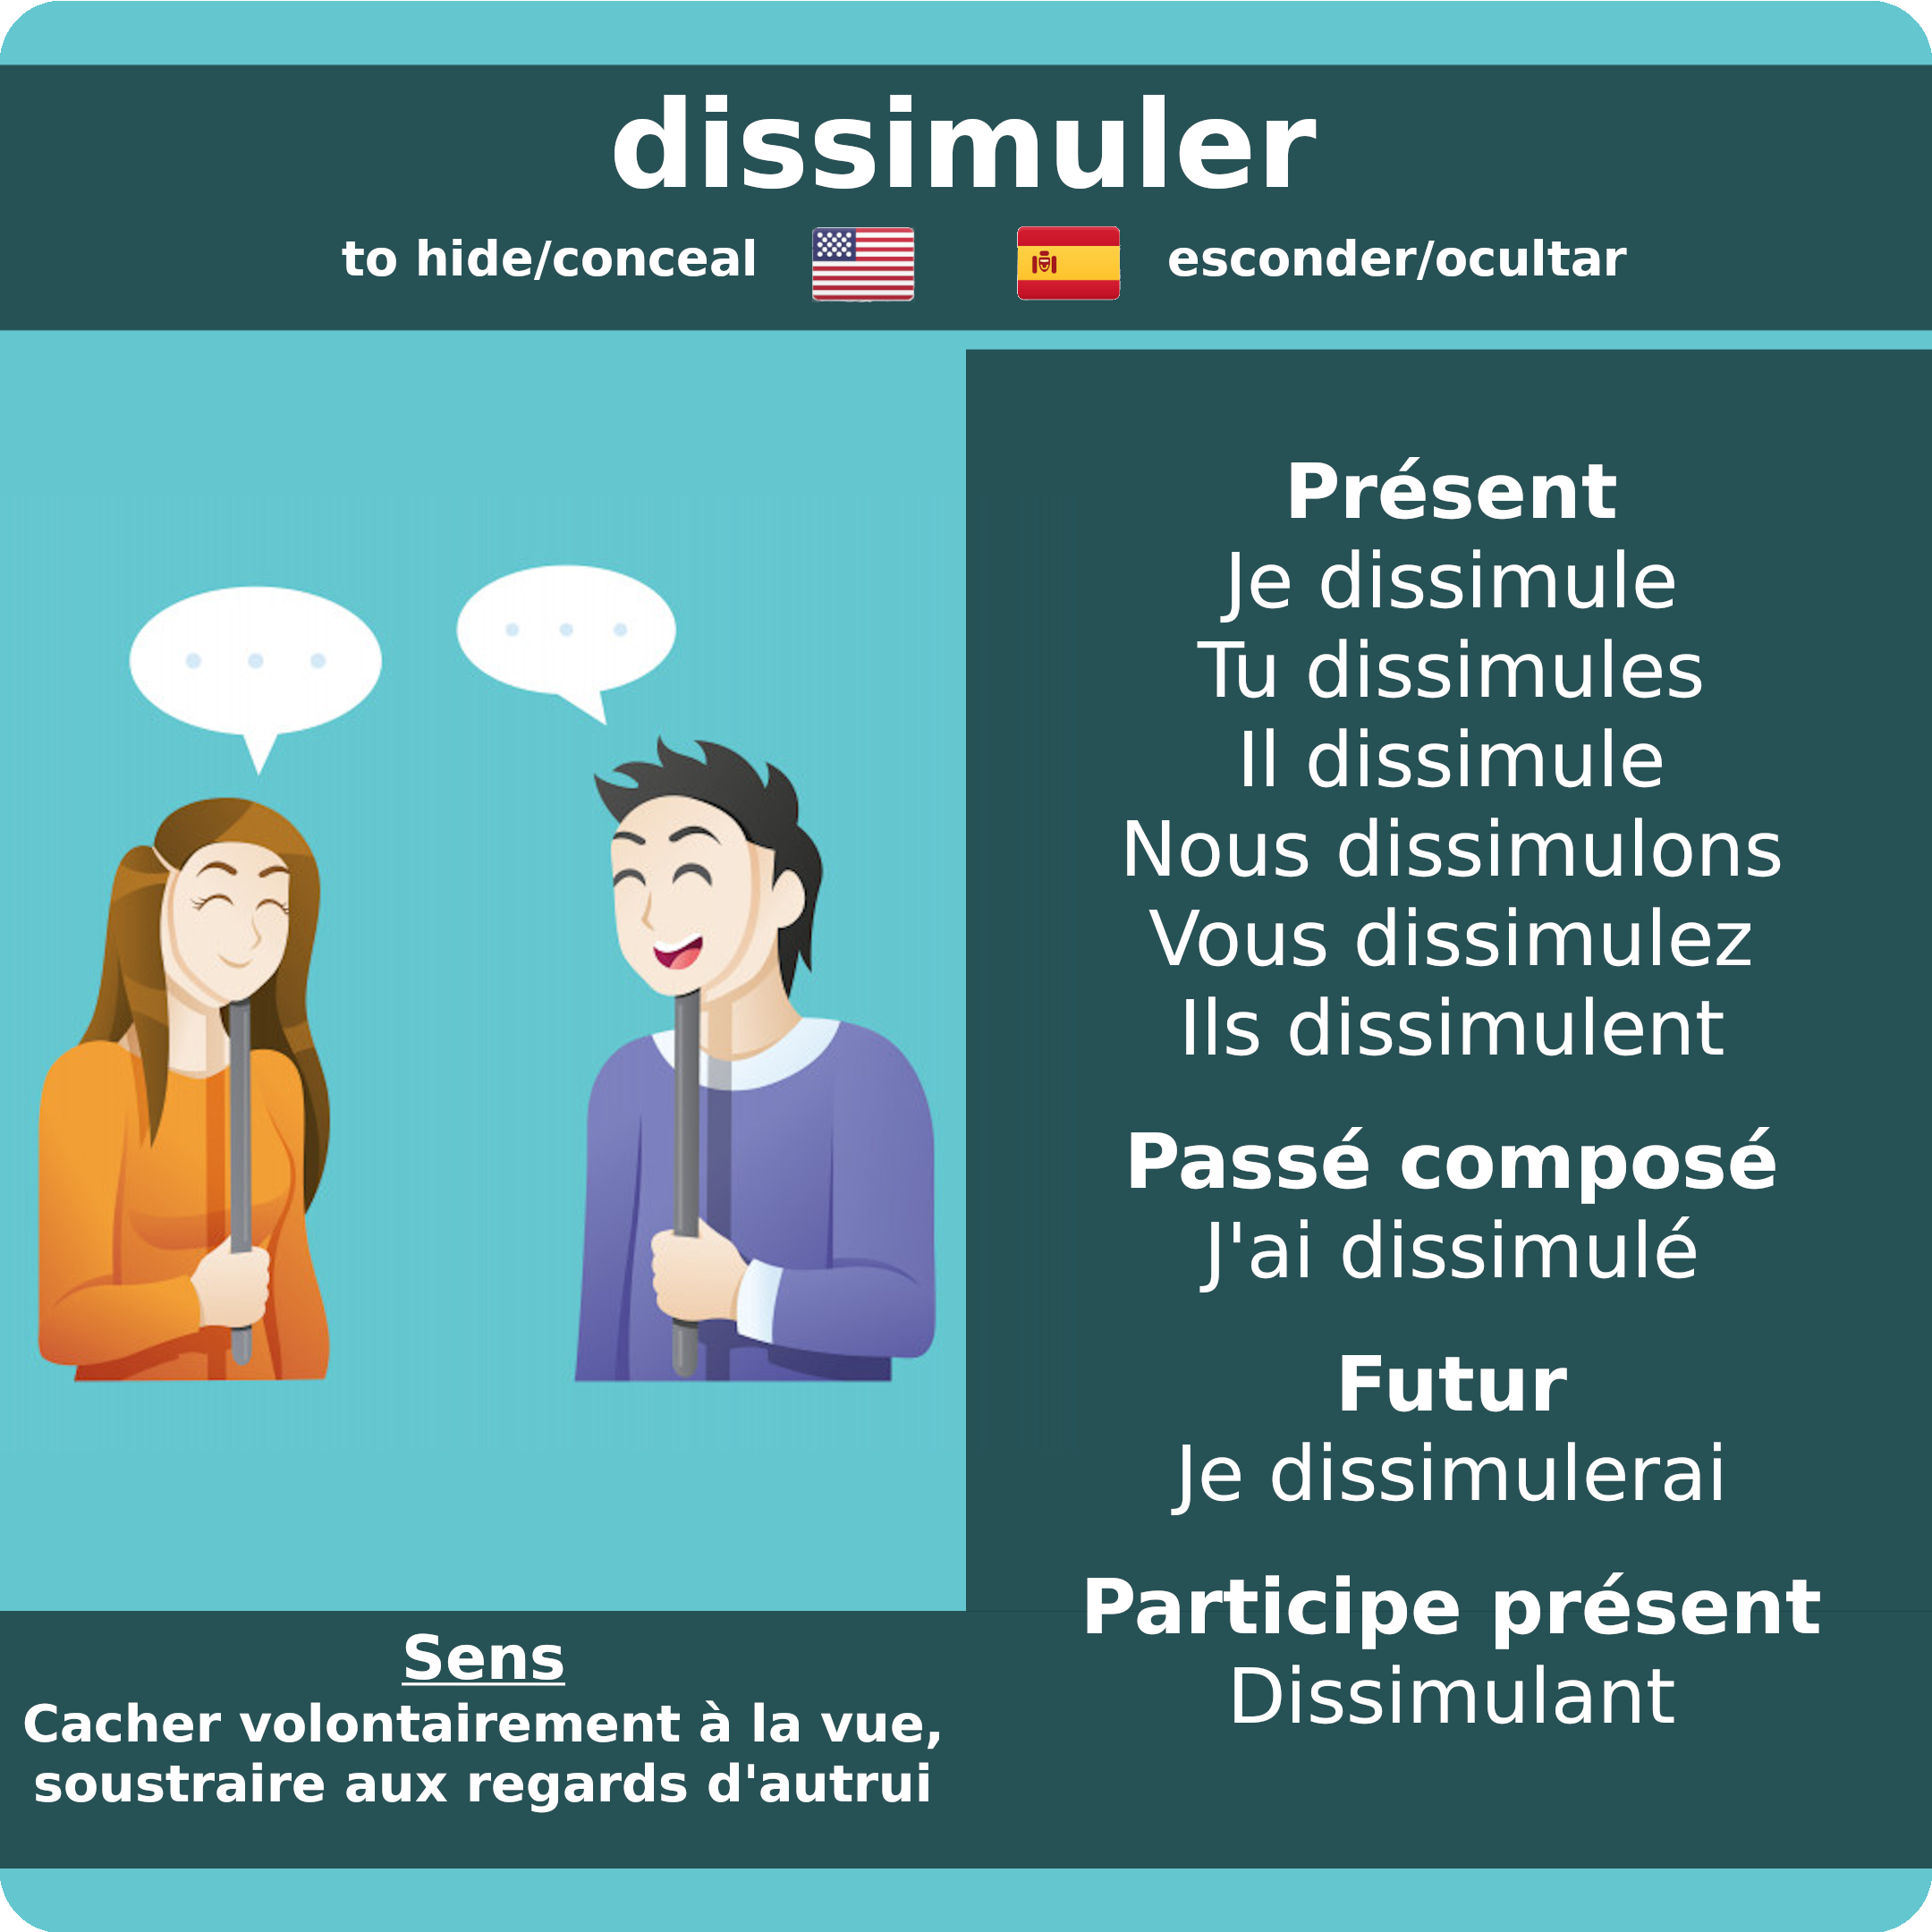 dissimuler
to hide/conceal
esconder/ocultar
Présent
Je dissimule
Tu dissimules
Il dissimule
Nous dissimulons
Vous dissimulez
Ils dissimulent
Passé composé
J'ai dissimulé
Futur
Je dissimulerai
Participe présent
Dissimulant
Sens
Cacher volontairement à la vue,
soustraire aux regards d'autrui